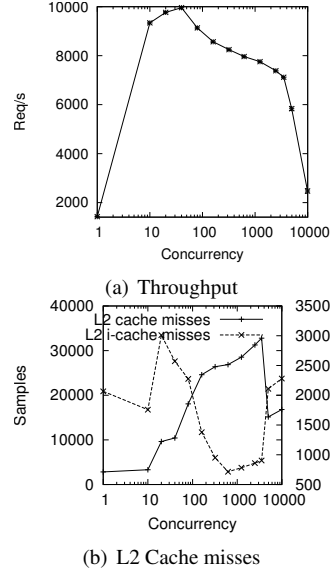 10000
8000
6000
4000
2000
Req/s
1 10 100 1000 10000
Concurrency
(a) Throughput
40000
30000
20000
10000
0
Samples
L2 cache misses
L2 i-cache misses
3500
3000
2500
2000
1500
1000
500
1 10 100 1000 10000
Concurrency
(b) L2 Cache misses